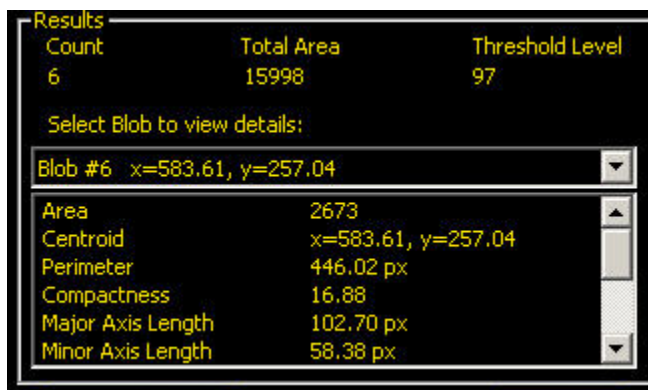 Results
Count Total Area Threshold Level
6 15998 97
Select Blob to view details:
Blob #6 x=583.61, y=257.04
Area 2673
Centroid x=583.61, y=257.04
Perimeter 446.02 px
Compactness 16.88
Major Axis Length 102.70 px
Minor Axis Length 58.38 px